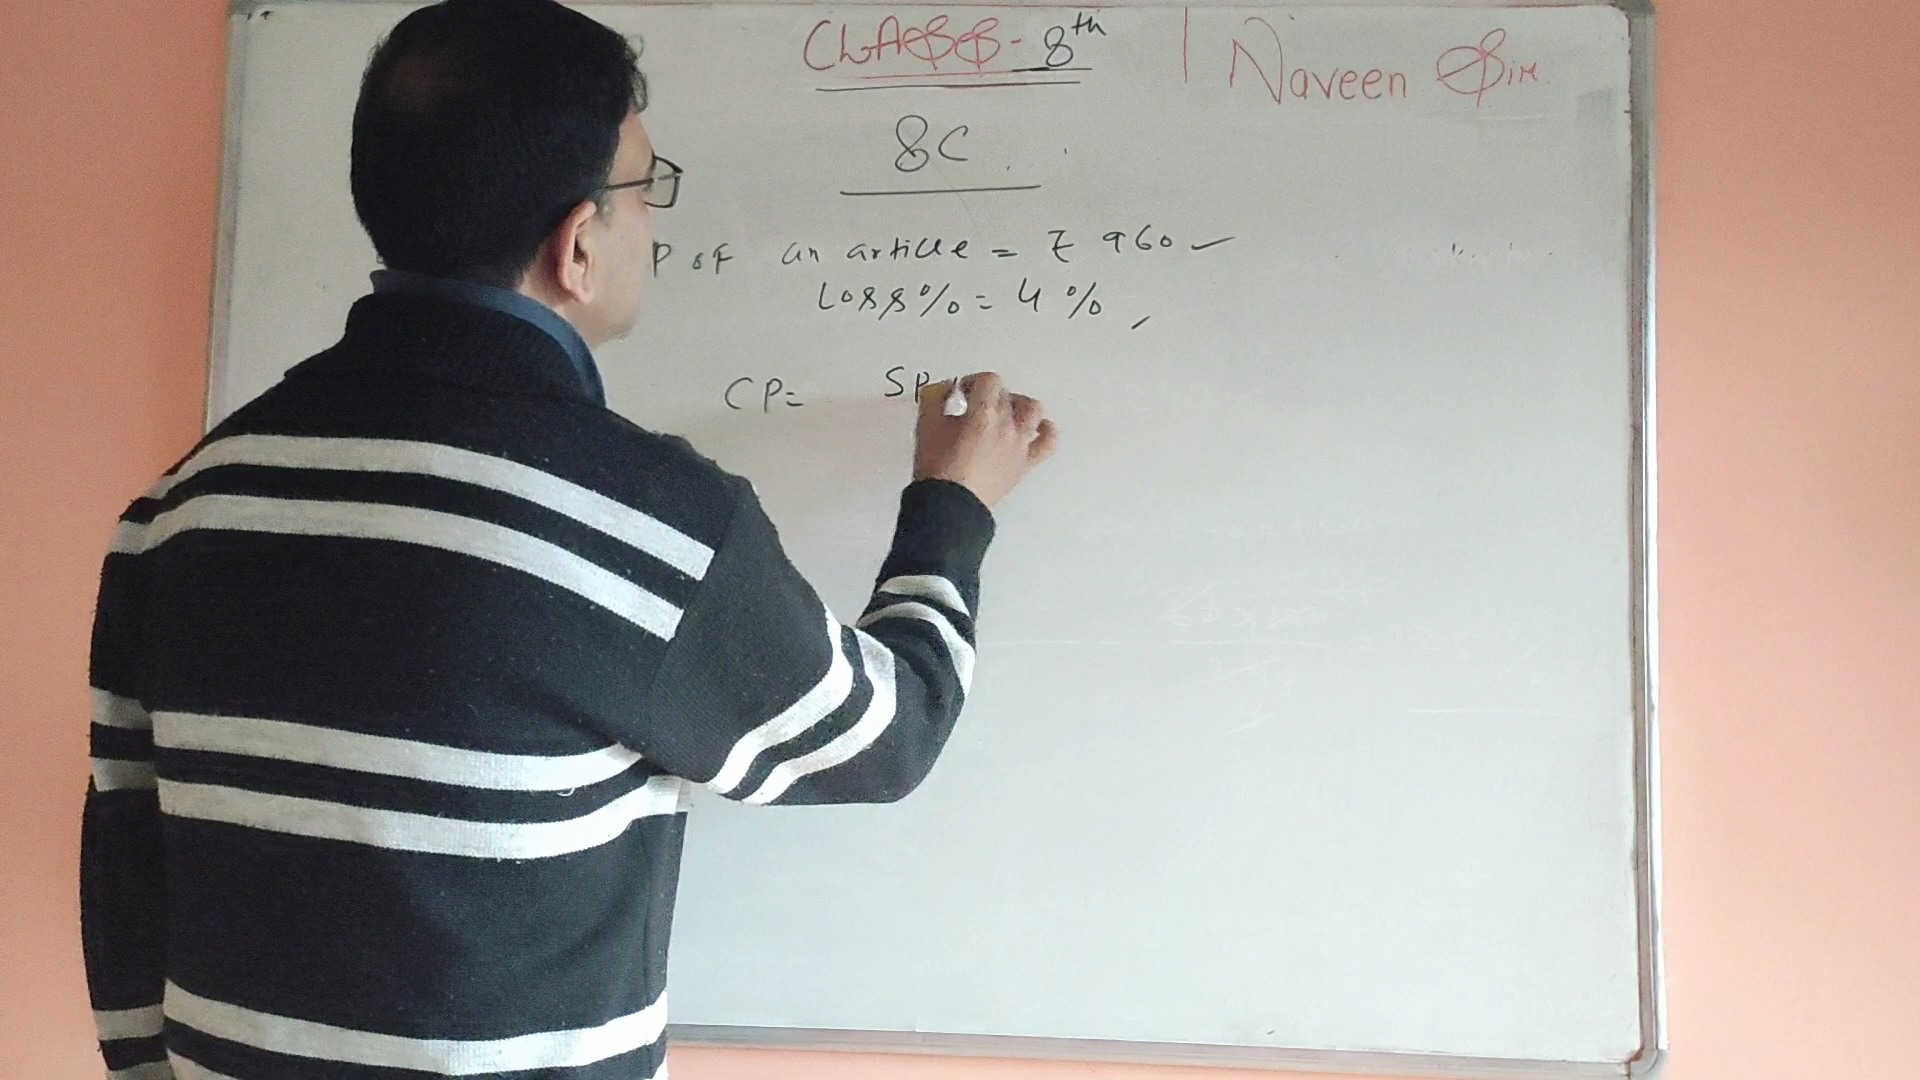 CLASS - 8th | Naveen Sir
8C
P of an article = ₹ 960
Loss% = 4%
CP = SP